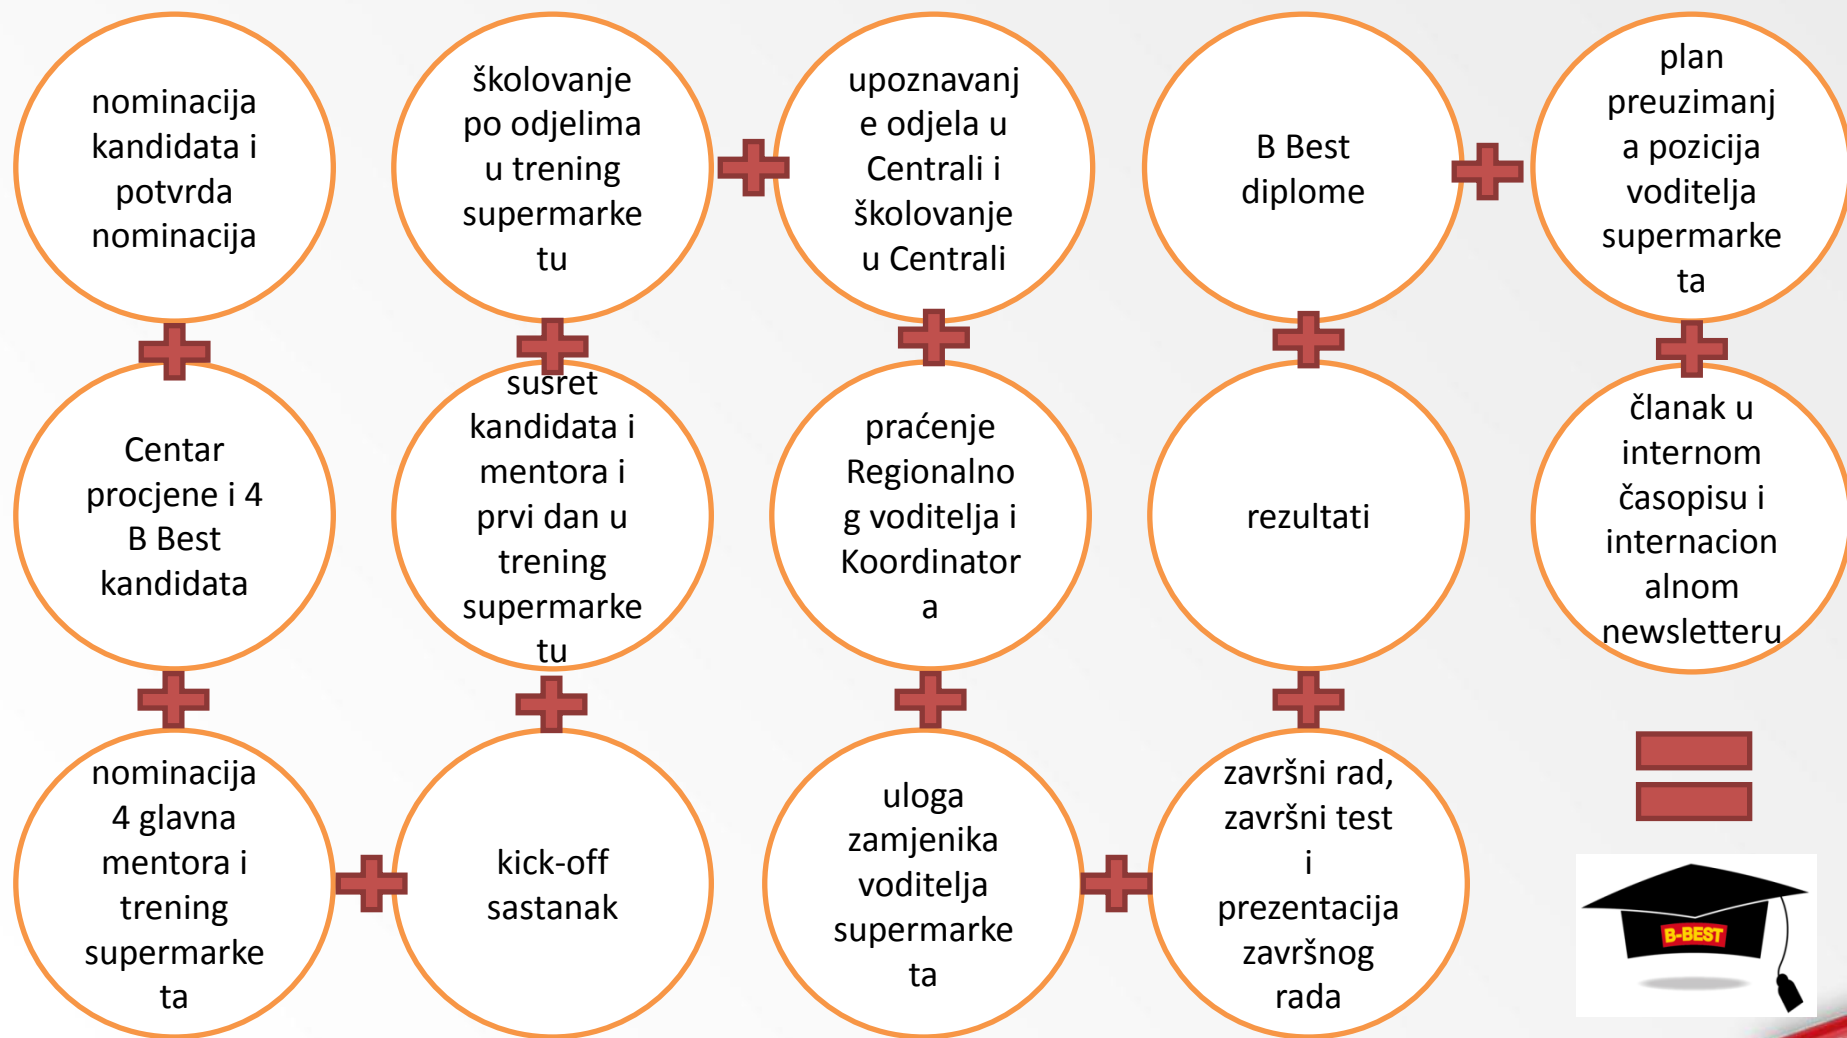 nominacija
kandidata i
potvrda
nominacija
Centar
procjene i 4
B Best
kandidata
nominacija
4 glavna
mentora i
trening
supermarke
ta
kick-off
sastanak
susret
kandidata i
mentora i
prvi dan u
trening
supermarke
tu
školovanje
po odjelima
u trening
supermarke
tu
upoznavanj
e odjela u
Centrali i
školovanje
u Centrali
praćenje
Regionalno
g voditelja i
Koordinator
a
uloga
zamjenika
voditelja
supermarke
ta
završni rad,
završni test
i
prezentacija
završnog
rada
rezultati
B Best
diplome
plan
preuzimanj
a pozicija
voditelja
supermarke
ta
članak u
internom
časopisu i
internacion
alnom
newsletteru
B-BEST